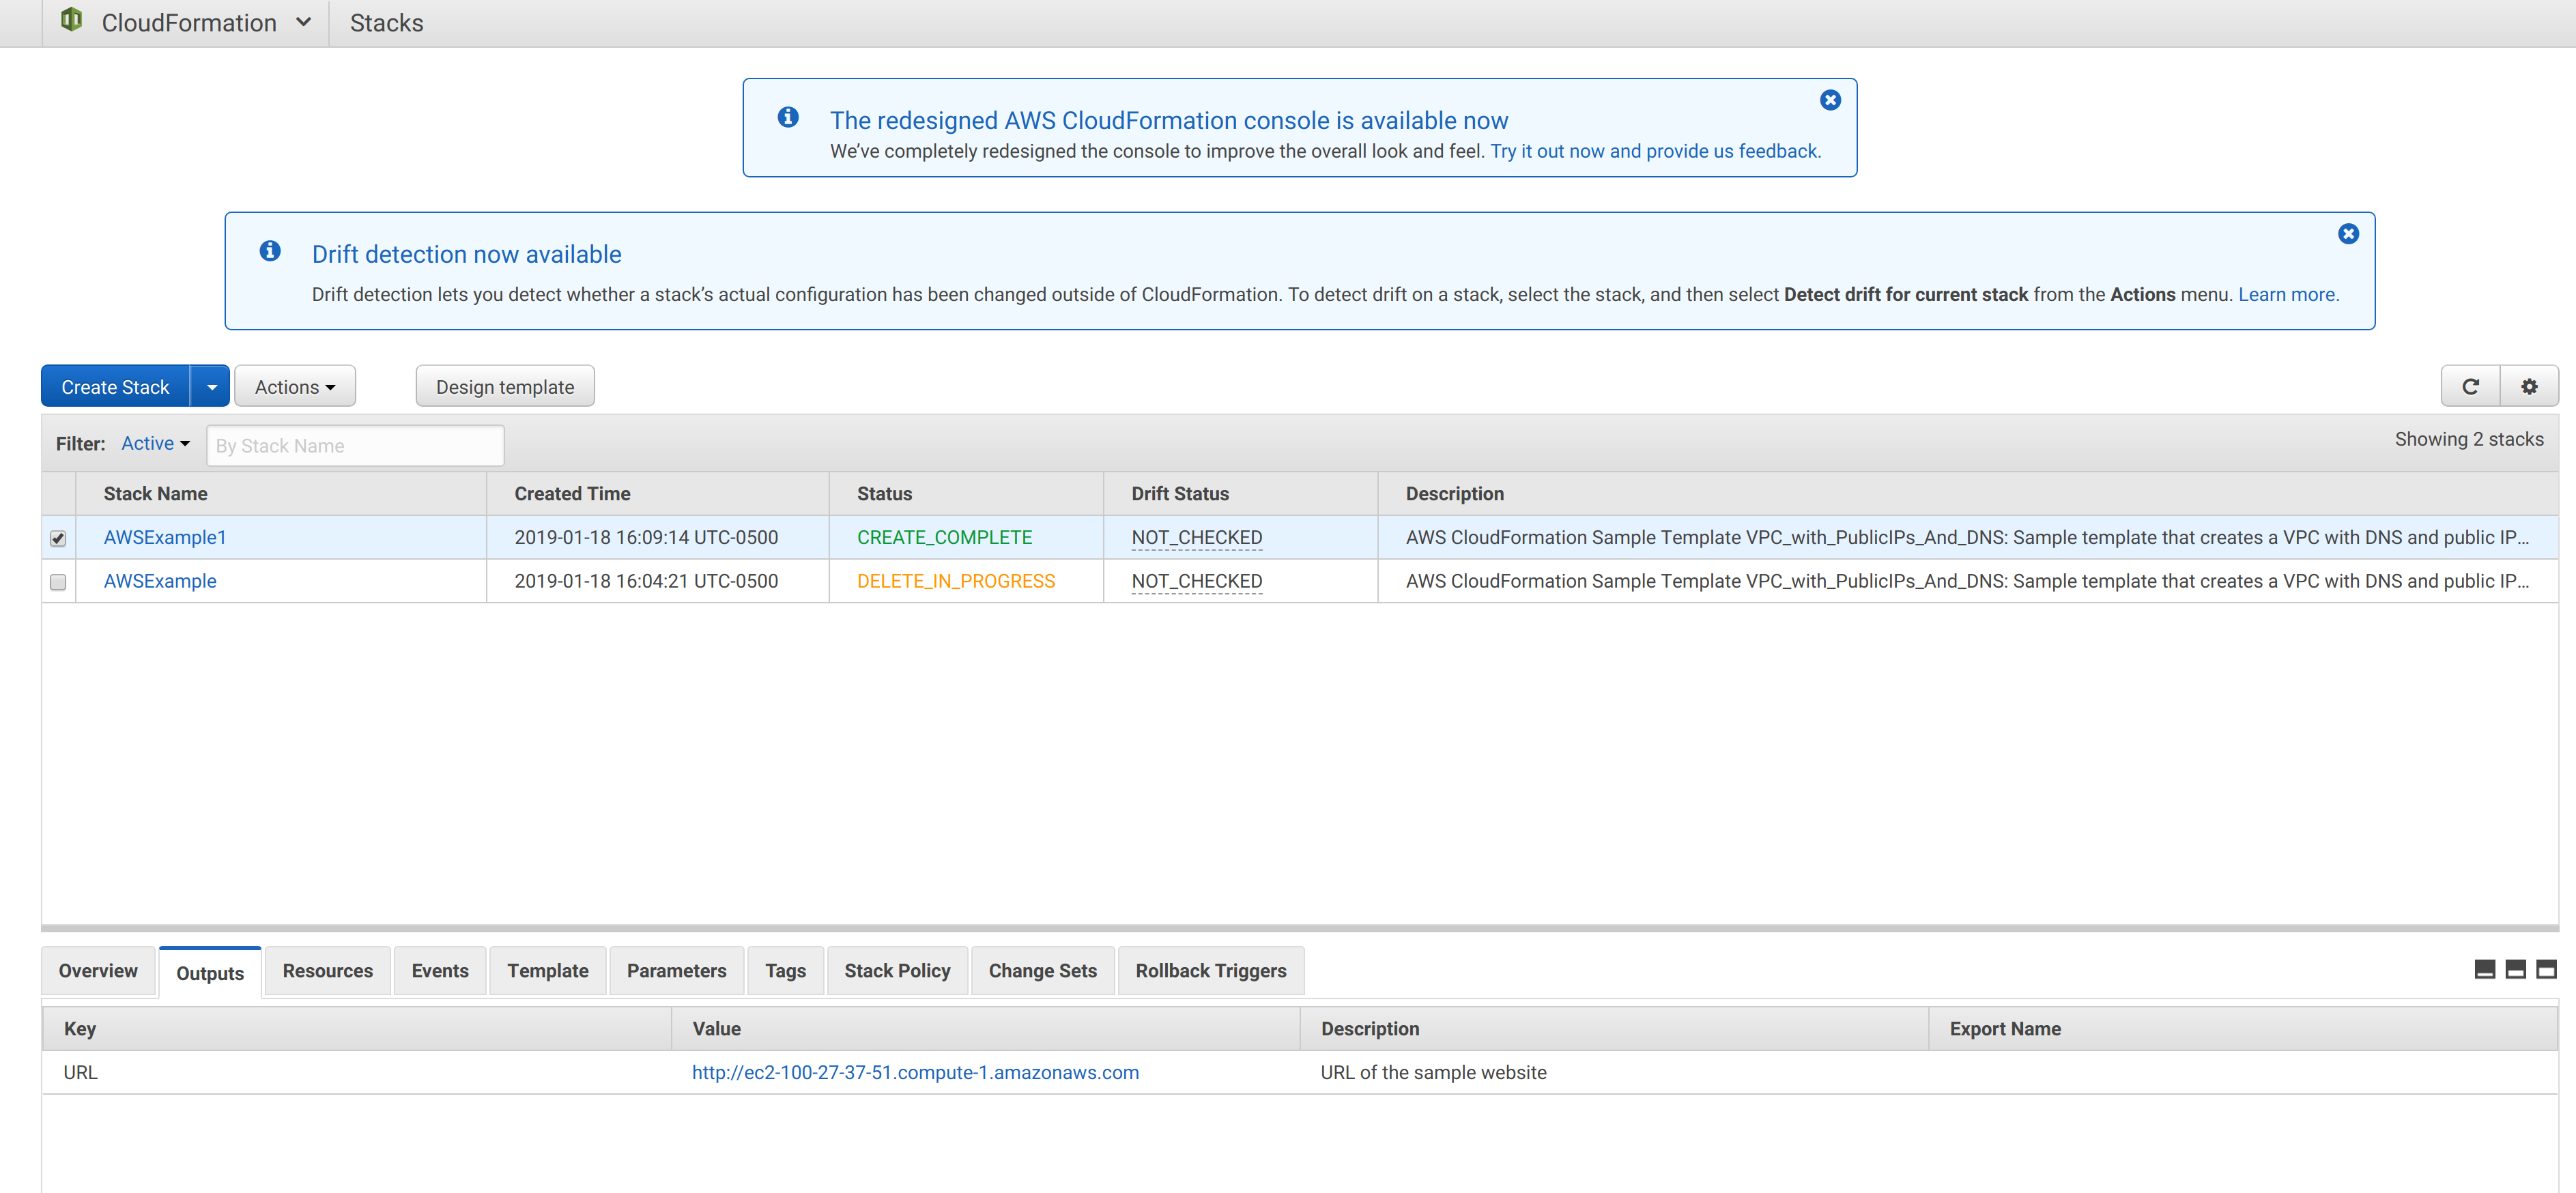 CloudFormation Stacks
The redesigned AWS CloudFormation console is available now
We’ve completely redesigned the console to improve the overall look and feel. Try it out now and provide us feedback.
Drift detection now available
Drift detection lets you detect whether a stack’s actual configuration has been changed outside of CloudFormation. To detect drift on a stack, select the stack, and then select Detect drift for current stack from the Actions menu. Learn more.
Create Stack Actions Design template
Filter: Active By Stack Name Showing 2 stacks
Stack Name Created Time Status Drift Status Description
AWSExample1 2019-01-18 16:09:14 UTC-0500 CREATE_COMPLETE NOT_CHECKED AWS CloudFormation Sample Template VPC_with_PublicIPs_And_DNS: Sample template that creates a VPC with DNS and public IP...
AWSExample 2019-01-18 16:04:21 UTC-0500 DELETE_IN_PROGRESS NOT_CHECKED AWS CloudFormation Sample Template VPC_with_PublicIPs_And_DNS: Sample template that creates a VPC with DNS and public IP...
Overview Outputs Resources Events Template Parameters Tags Stack Policy Change Sets Rollback Triggers
Key Value Description Export Name
URL http://ec2-100-27-37-51.compute-1.amazonaws.com URL of the sample website